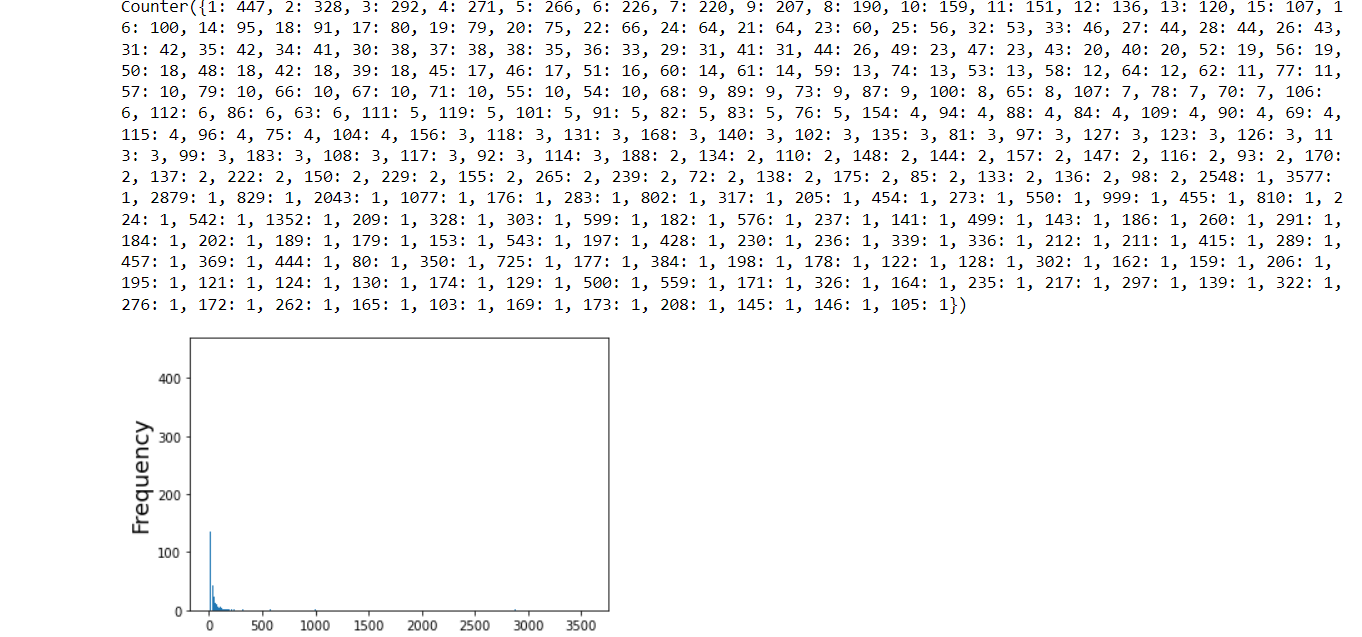 Counter({1: 447, 2: 328, 3: 292, 4: 271, 5: 266, 6: 226, 7: 220, 9: 207, 8: 190, 10: 159, 11: 151, 12: 136, 13: 120, 15: 107, 1
6: 100, 14: 95, 18: 91, 17: 80, 19: 79, 20: 75, 22: 66, 24: 64, 21: 64, 23: 60, 25: 56, 32: 53, 33: 46, 27: 44, 28: 44, 26: 43,
31: 42, 35: 42, 34: 41, 30: 38, 37: 38, 38: 35, 36: 33, 29: 31, 41: 31, 44: 26, 49: 23, 47: 23, 43: 20, 40: 20, 52: 19, 56: 19,
50: 18, 48: 18, 42: 18, 39: 18, 45: 17, 46: 17, 51: 16, 60: 14, 61: 14, 59: 13, 74: 13, 53: 13, 58: 12, 64: 12, 62: 11, 77: 11,
57: 10, 79: 10, 66: 10, 67: 10, 71: 10, 55: 10, 54: 10, 68: 9, 89: 9, 73: 9, 87: 9, 100: 8, 65: 8, 107: 7, 78: 7, 70: 7, 106:
6, 112: 6, 86: 6, 63: 6, 111: 5, 119: 5, 101: 5, 91: 5, 82: 5, 83: 5, 76: 5, 154: 4, 94: 4, 88: 4, 84: 4, 109: 4, 90: 4, 69: 4,
115: 4, 96: 4, 75: 4, 104: 4, 156: 3, 118: 3, 131: 3, 168: 3, 140: 3, 102: 3, 135: 3, 81: 3, 97: 3, 127: 3, 123: 3, 126: 3, 11
3: 3, 99: 3, 183: 3, 108: 3, 117: 3, 92: 3, 114: 3, 188: 2, 134: 2, 110: 2, 148: 2, 144: 2, 157: 2, 147: 2, 116: 2, 93: 2, 170:
2, 137: 2, 222: 2, 150: 2, 229: 2, 155: 2, 265: 2, 239: 2, 72: 2, 138: 2, 175: 2, 85: 2, 133: 2, 136: 2, 98: 2, 2548: 1, 3577:
1, 2879: 1, 829: 1, 2043: 1, 1077: 1, 176: 1, 283: 1, 802: 1, 317: 1, 205: 1, 454: 1, 273: 1, 550: 1, 999: 1, 455: 1, 810: 1, 2
24: 1, 542: 1, 1352: 1, 209: 1, 328: 1, 303: 1, 599: 1, 182: 1, 576: 1, 237: 1, 141: 1, 499: 1, 143: 1, 186: 1, 260: 1, 291: 1,
184: 1, 202: 1, 189: 1, 179: 1, 153: 1, 543: 1, 197: 1, 428: 1, 230: 1, 236: 1, 339: 1, 336: 1, 212: 1, 211: 1, 415: 1, 289: 1,
457: 1, 369: 1, 444: 1, 80: 1, 350: 1, 725: 1, 177: 1, 384: 1, 198: 1, 178: 1, 122: 1, 128: 1, 302: 1, 162: 1, 159: 1, 206: 1,
195: 1, 121: 1, 124: 1, 130: 1, 174: 1, 129: 1, 500: 1, 559: 1, 171: 1, 326: 1, 164: 1, 235: 1, 217: 1, 297: 1, 139: 1, 322: 1,
276: 1, 172: 1, 262: 1, 165: 1, 103: 1, 169: 1, 173: 1, 208: 1, 145: 1, 146: 1, 105: 1})
Frequency
400
300
200
100
0
0 500 1000 1500 2000 2500 3000 3500